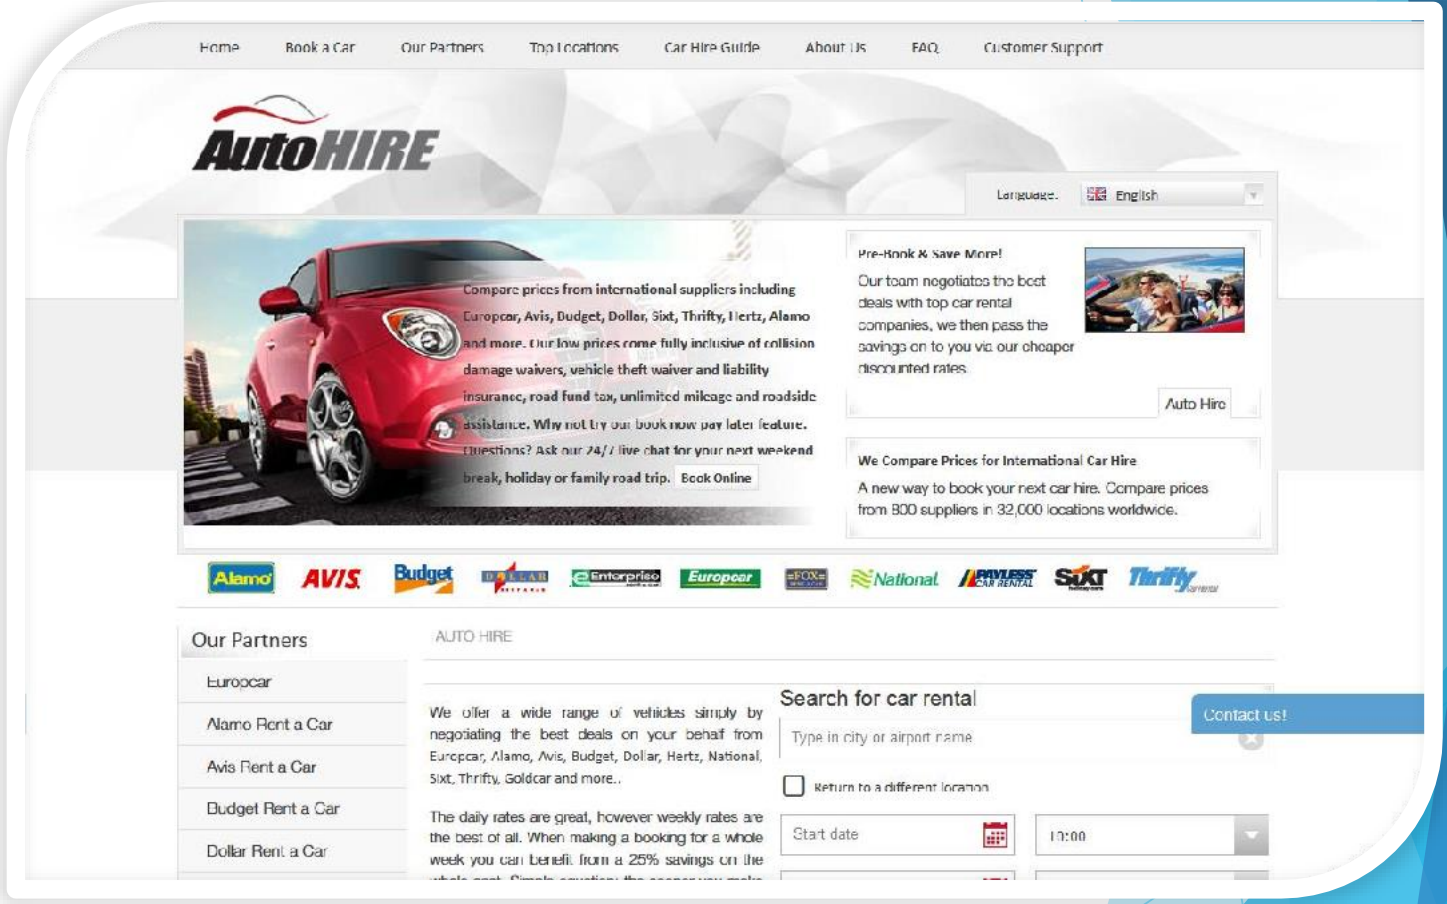 Home Book a Car Our Partners Top Locations Car Hire Guide About Us FAQ Customer Support
AutoHIRE
Language: English
Compare prices from international suppliers including
Europcar, Avis, Budget, Dollar, Sixt, Thrifty, Hertz, Alamo
and more. Our low prices come fully inclusive of collision
damage waivers, vehicle theft waiver and liability
insurance, road fund tax, unlimited mileage and roadside
assistance. Why not try our book now pay later feature.
Questions? Ask our 24/7 live chat for your next weekend
break, holiday or family road trip. Book Online
Pre-Book & Save More!
Our team negotiates the best
deals with top car rental
companies, we then pass the
savings on to you via our cheaper
discounted rates.
Auto Hire
We Compare Prices for International Car Hire
A new way to book your next car hire. Compare prices
from 800 suppliers in 32,000 locations worldwide.
Alamo AVIS Budget DOLLAR Enterprise Europcar FOX National PAYLESS CAR RENTAL SiXT Thrifty
Our Partners
Europcar
Alamo Rent a Car
Avis Rent a Car
Budget Rent a Car
Dollar Rent a Car
AUTO HIRE
We offer a wide range of vehicles simply by
negotiating the best deals on your behalf from
Europcar, Alamo, Avis, Budget, Dollar, Hertz, National,
Sixt, Thrifty, Goldcar and more..
The daily rates are great, however weekly rates are
the best of all. When making a booking for a whole
week you can benefit from a 25% savings on the
Search for car rental
Type in city or airport name
Return to a different location
Start date 10:00
Contact us!